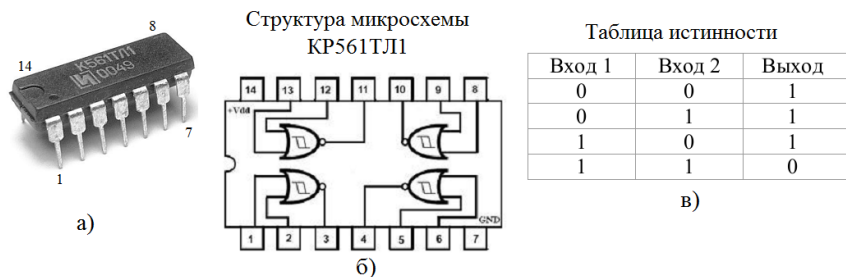 14
8
К561ТЛ1
0049
1
7
а)
Структура микросхемы
КР561ТЛ1
14 13 12 11 10 9 8
+Vdd
GND
1 2 3 4 5 6 7
б)
Таблица истинности
Вход 1 Вход 2 Выход
0 0 1
0 1 1
1 0 1
1 1 0
в)